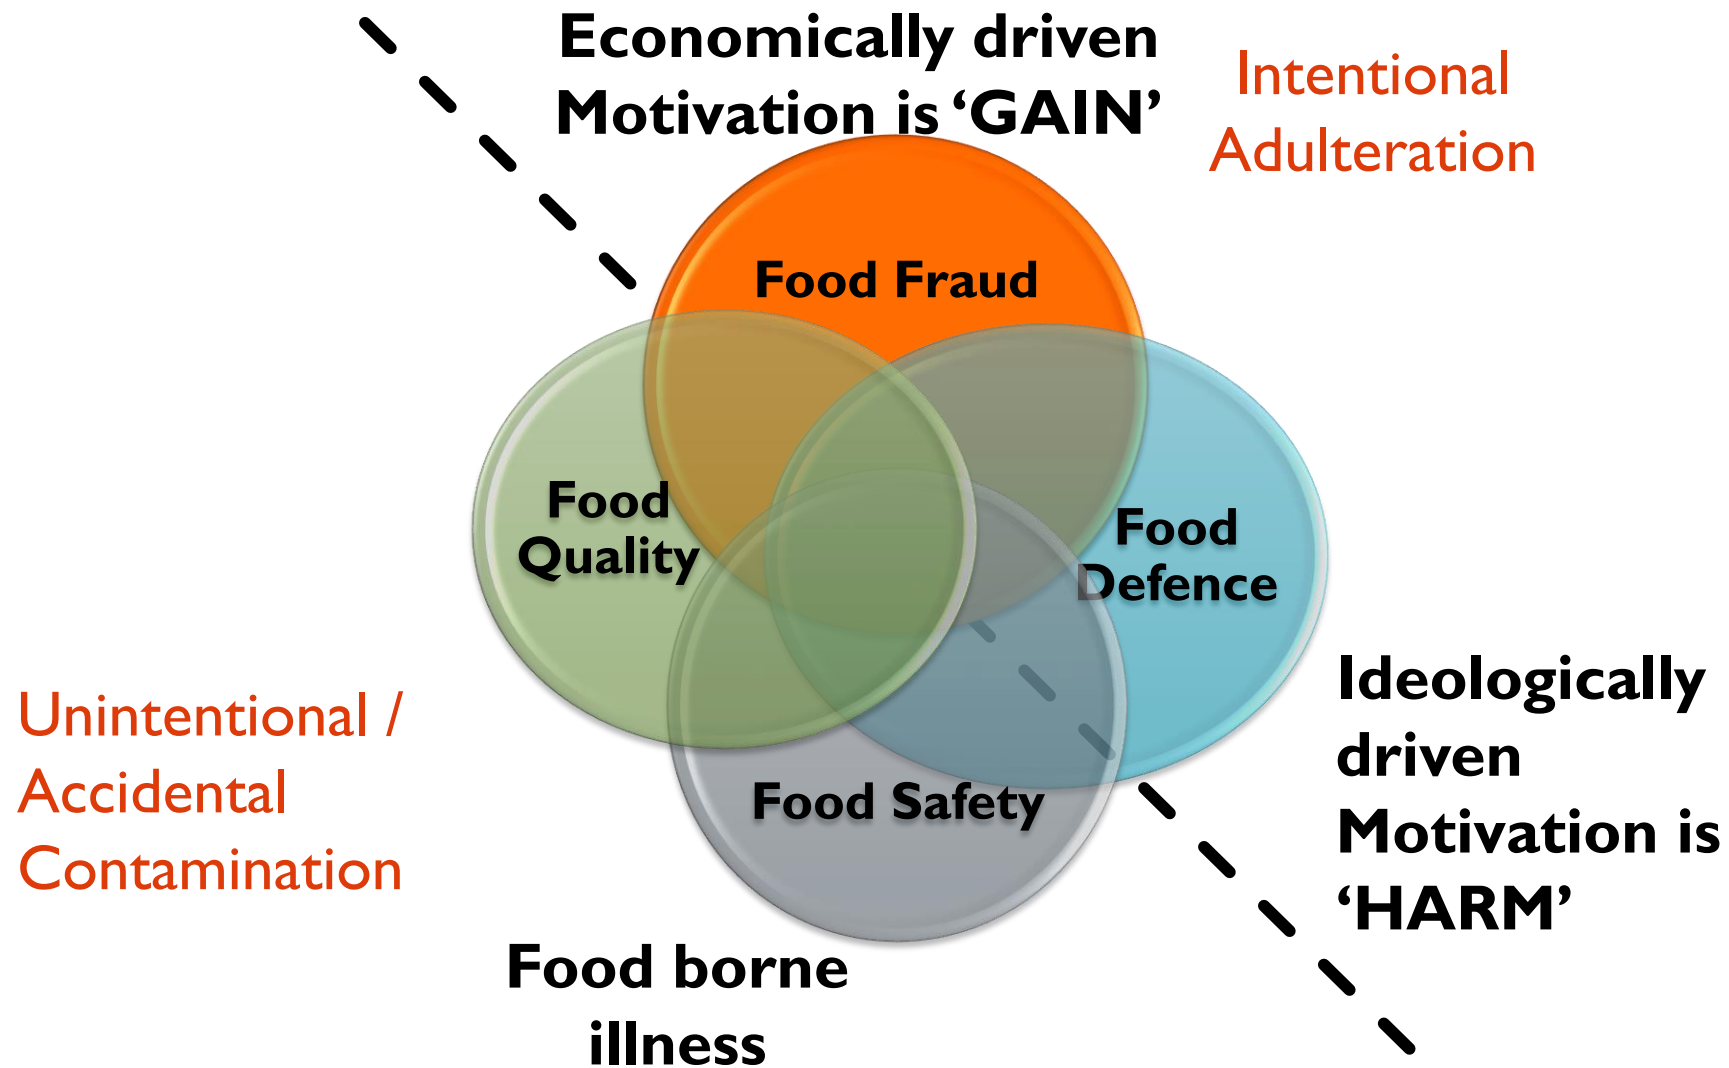 Economically driven
Motivation is ‘GAIN’
Intentional
Adulteration
Food Fraud
Food
Quality
Food
Defence
Unintentional /
Accidental
Contamination
Ideologically
driven
Motivation is
‘HARM’
Food Safety
Food borne
illness